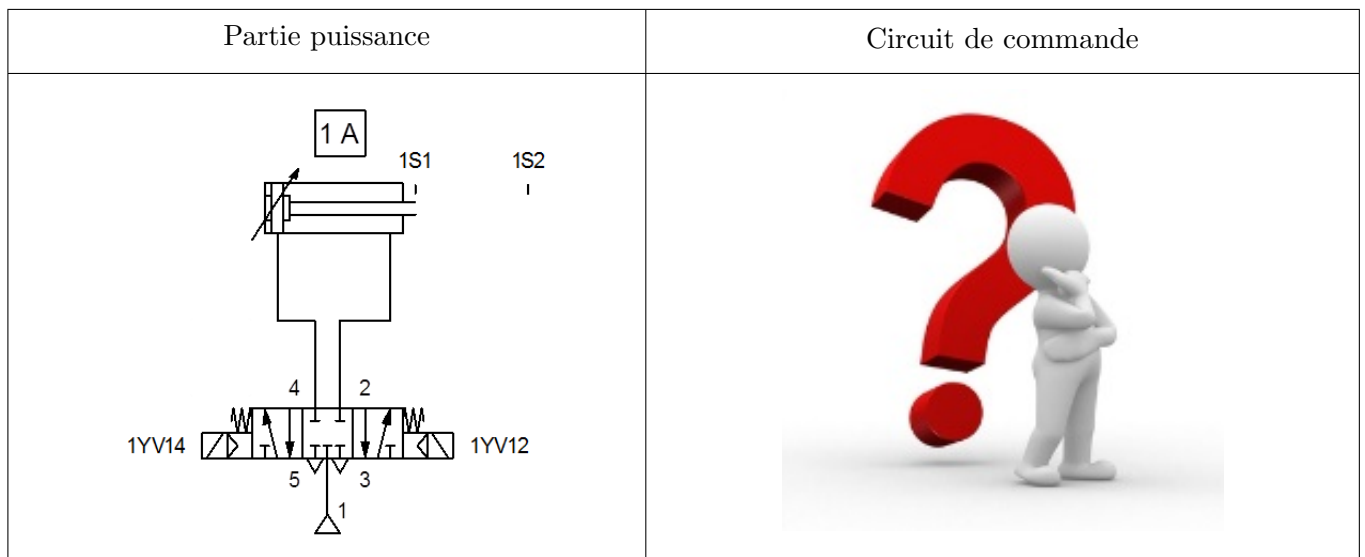 Partie puissance
Circuit de commande
1 A
1S1 1S2
4 2
1YV14 1YV12
5 3
1